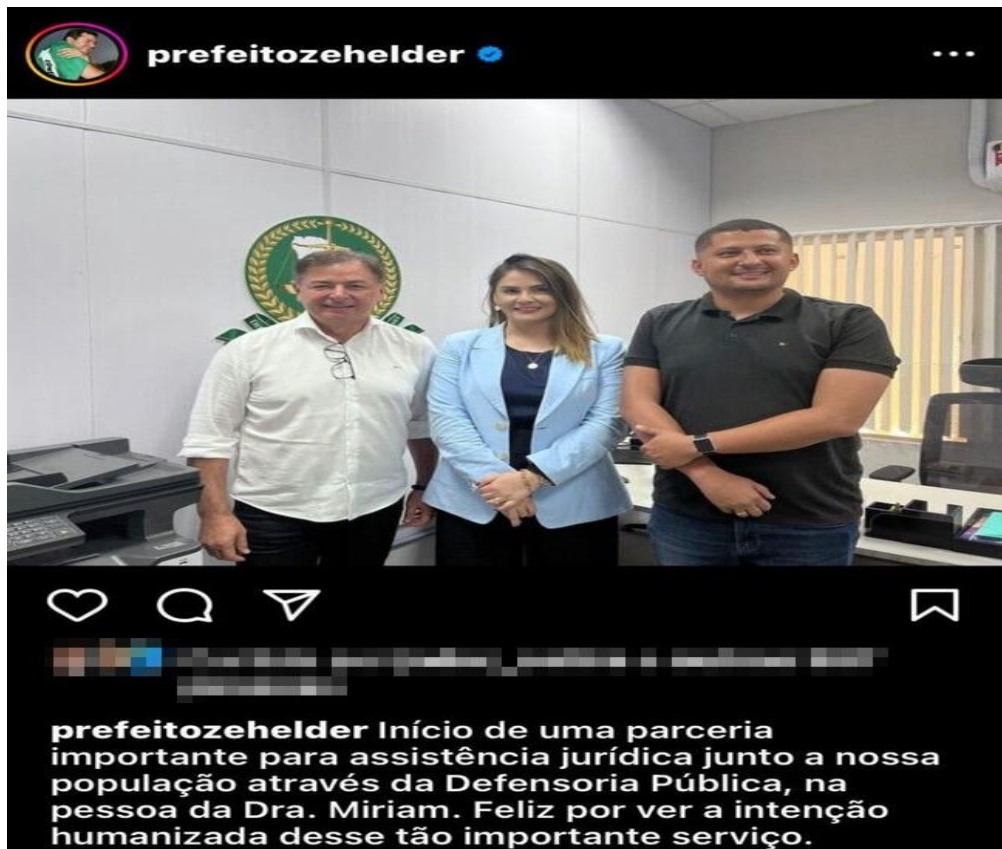 prefeitozehelder
prefeitozehelder Início de uma parceria
importante para assistência jurídica junto a nossa
população através da Defensoria Pública, na
pessoa da Dra. Miriam. Feliz por ver a intenção
humanizada desse tão importante serviço.